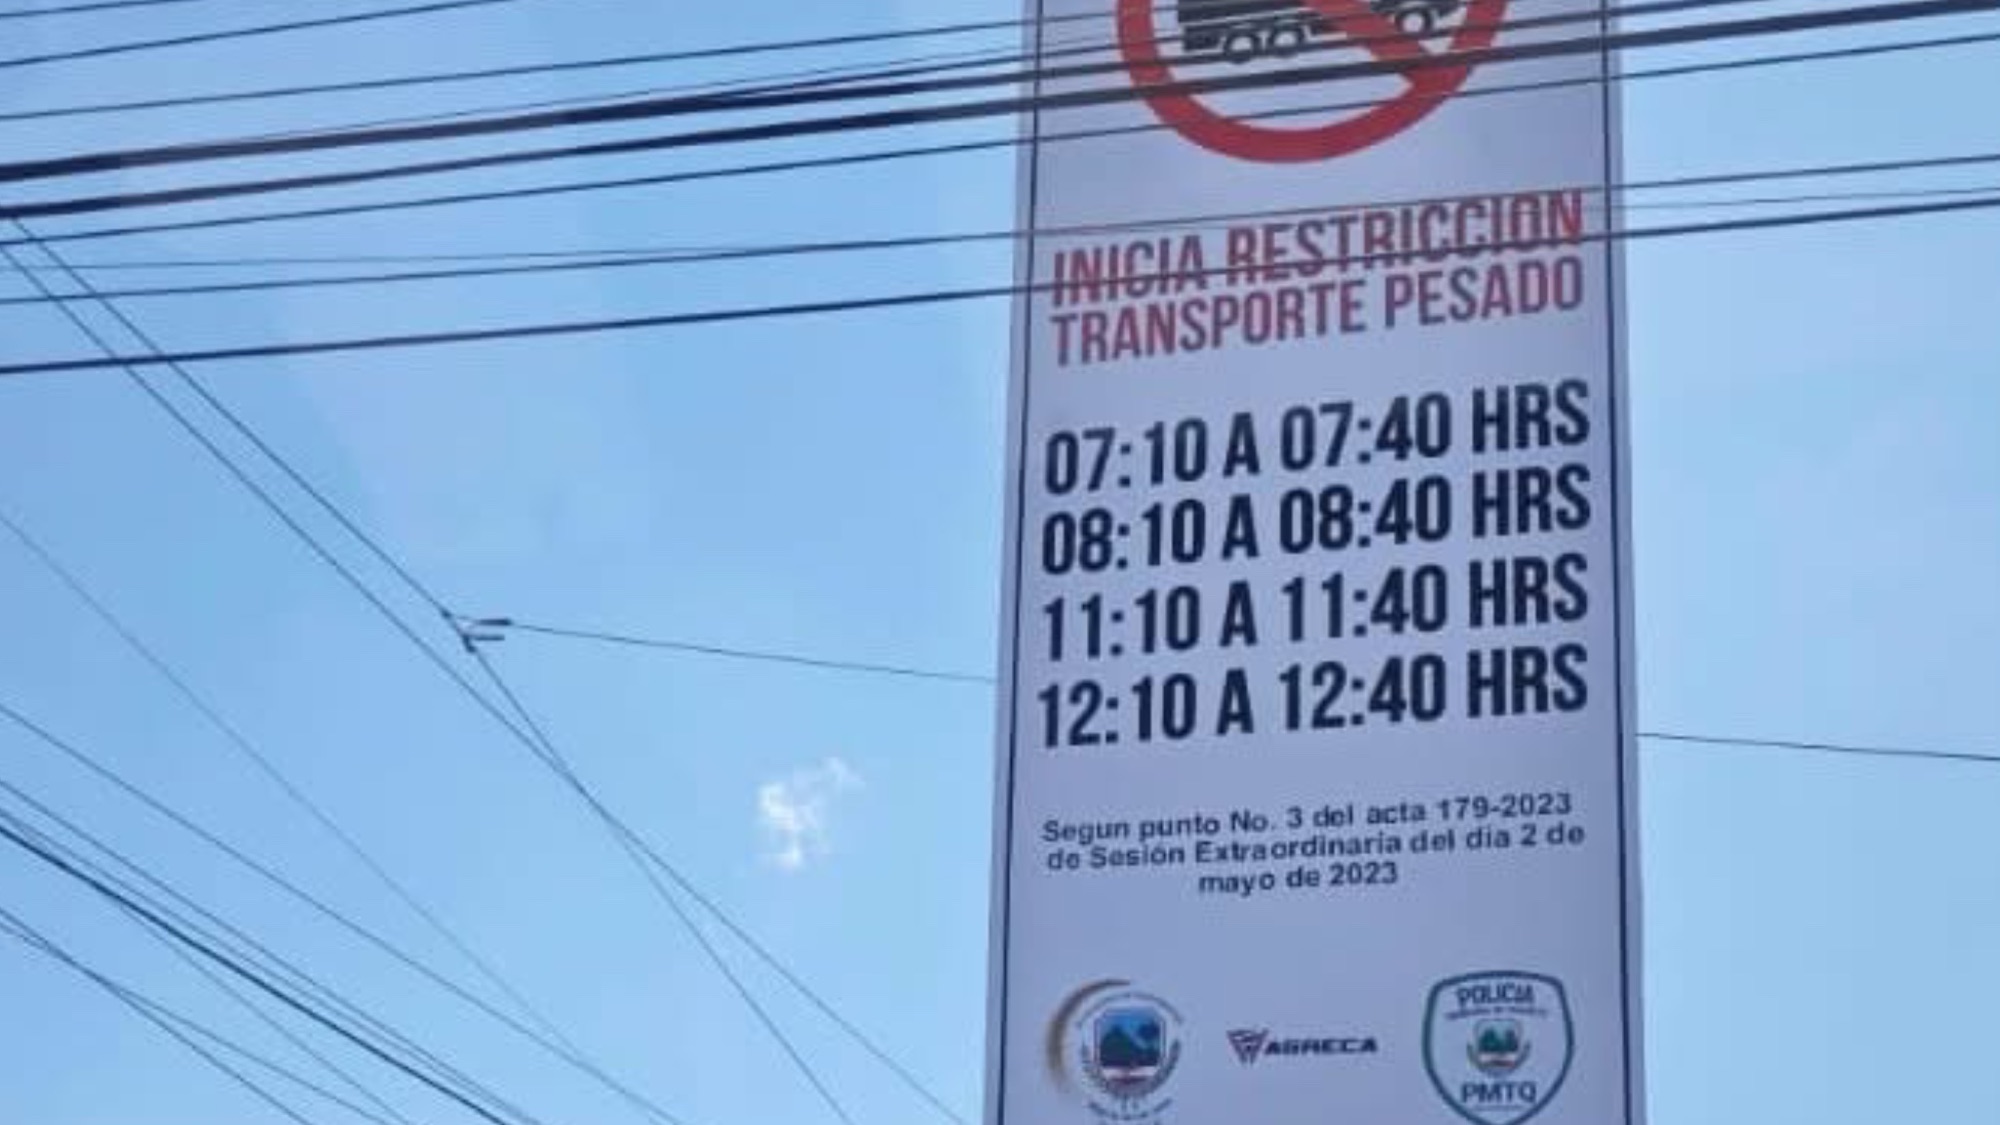 INICIA RESTRICCION
TRANSPORTE PESADO
07:10 A 07:40 HRS
08:10 A 08:40 HRS
11:10 A 11:40 HRS
12:10 A 12:40 HRS
Segun punto No. 3 del acta 179-2023
de Sesión Extraordinaria del dia 2 de
mayo de 2023
AGRECA
POLICIA
PMTQ